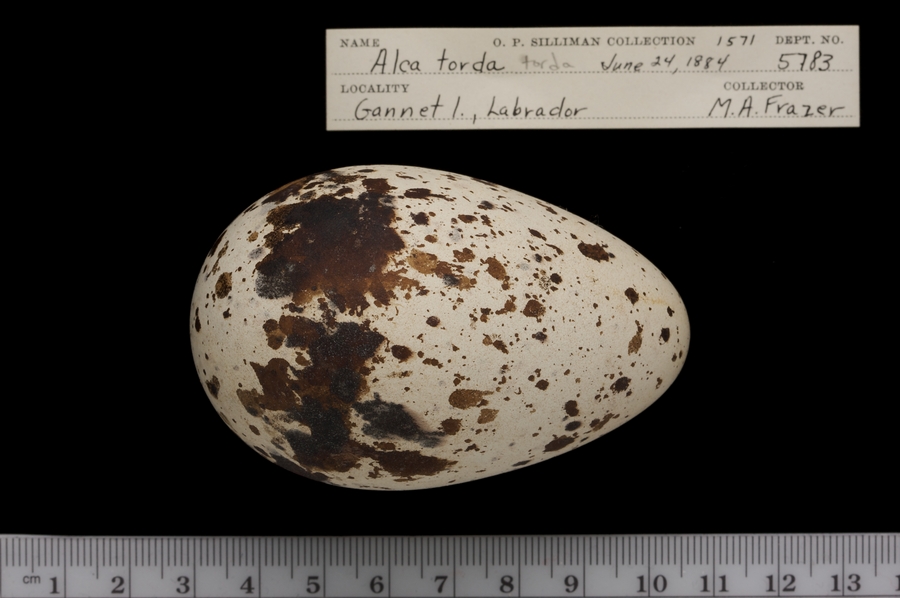 NAME O. P. SILLIMAN COLLECTION 1571 DEPT. NO.
Alca torda torda June 24, 1884 5783
LOCALITY COLLECTOR
Gannet I., Labrador M.A. Frazer
cm 1 2 3 4 5 6 7 8 9 10 11 12 13